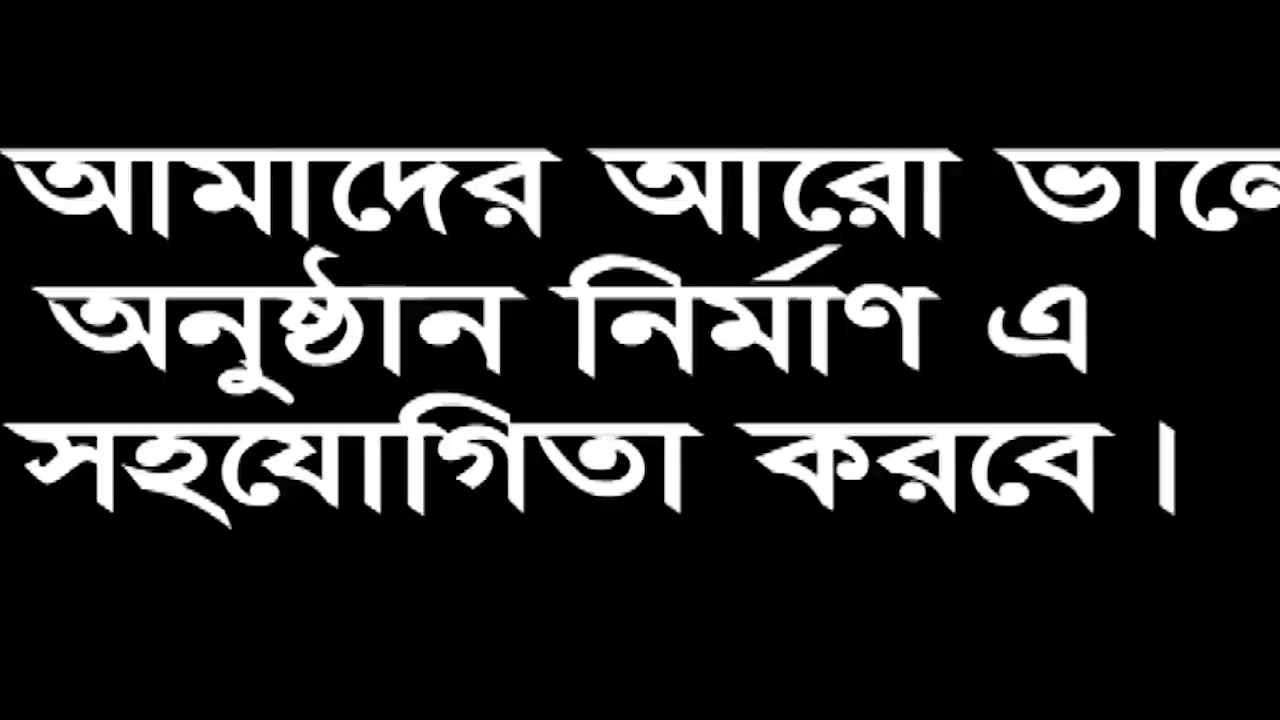 আমাদের আরো ভালে
অনুষ্ঠান নির্মাণ এ
সহযোগিতা করবে।